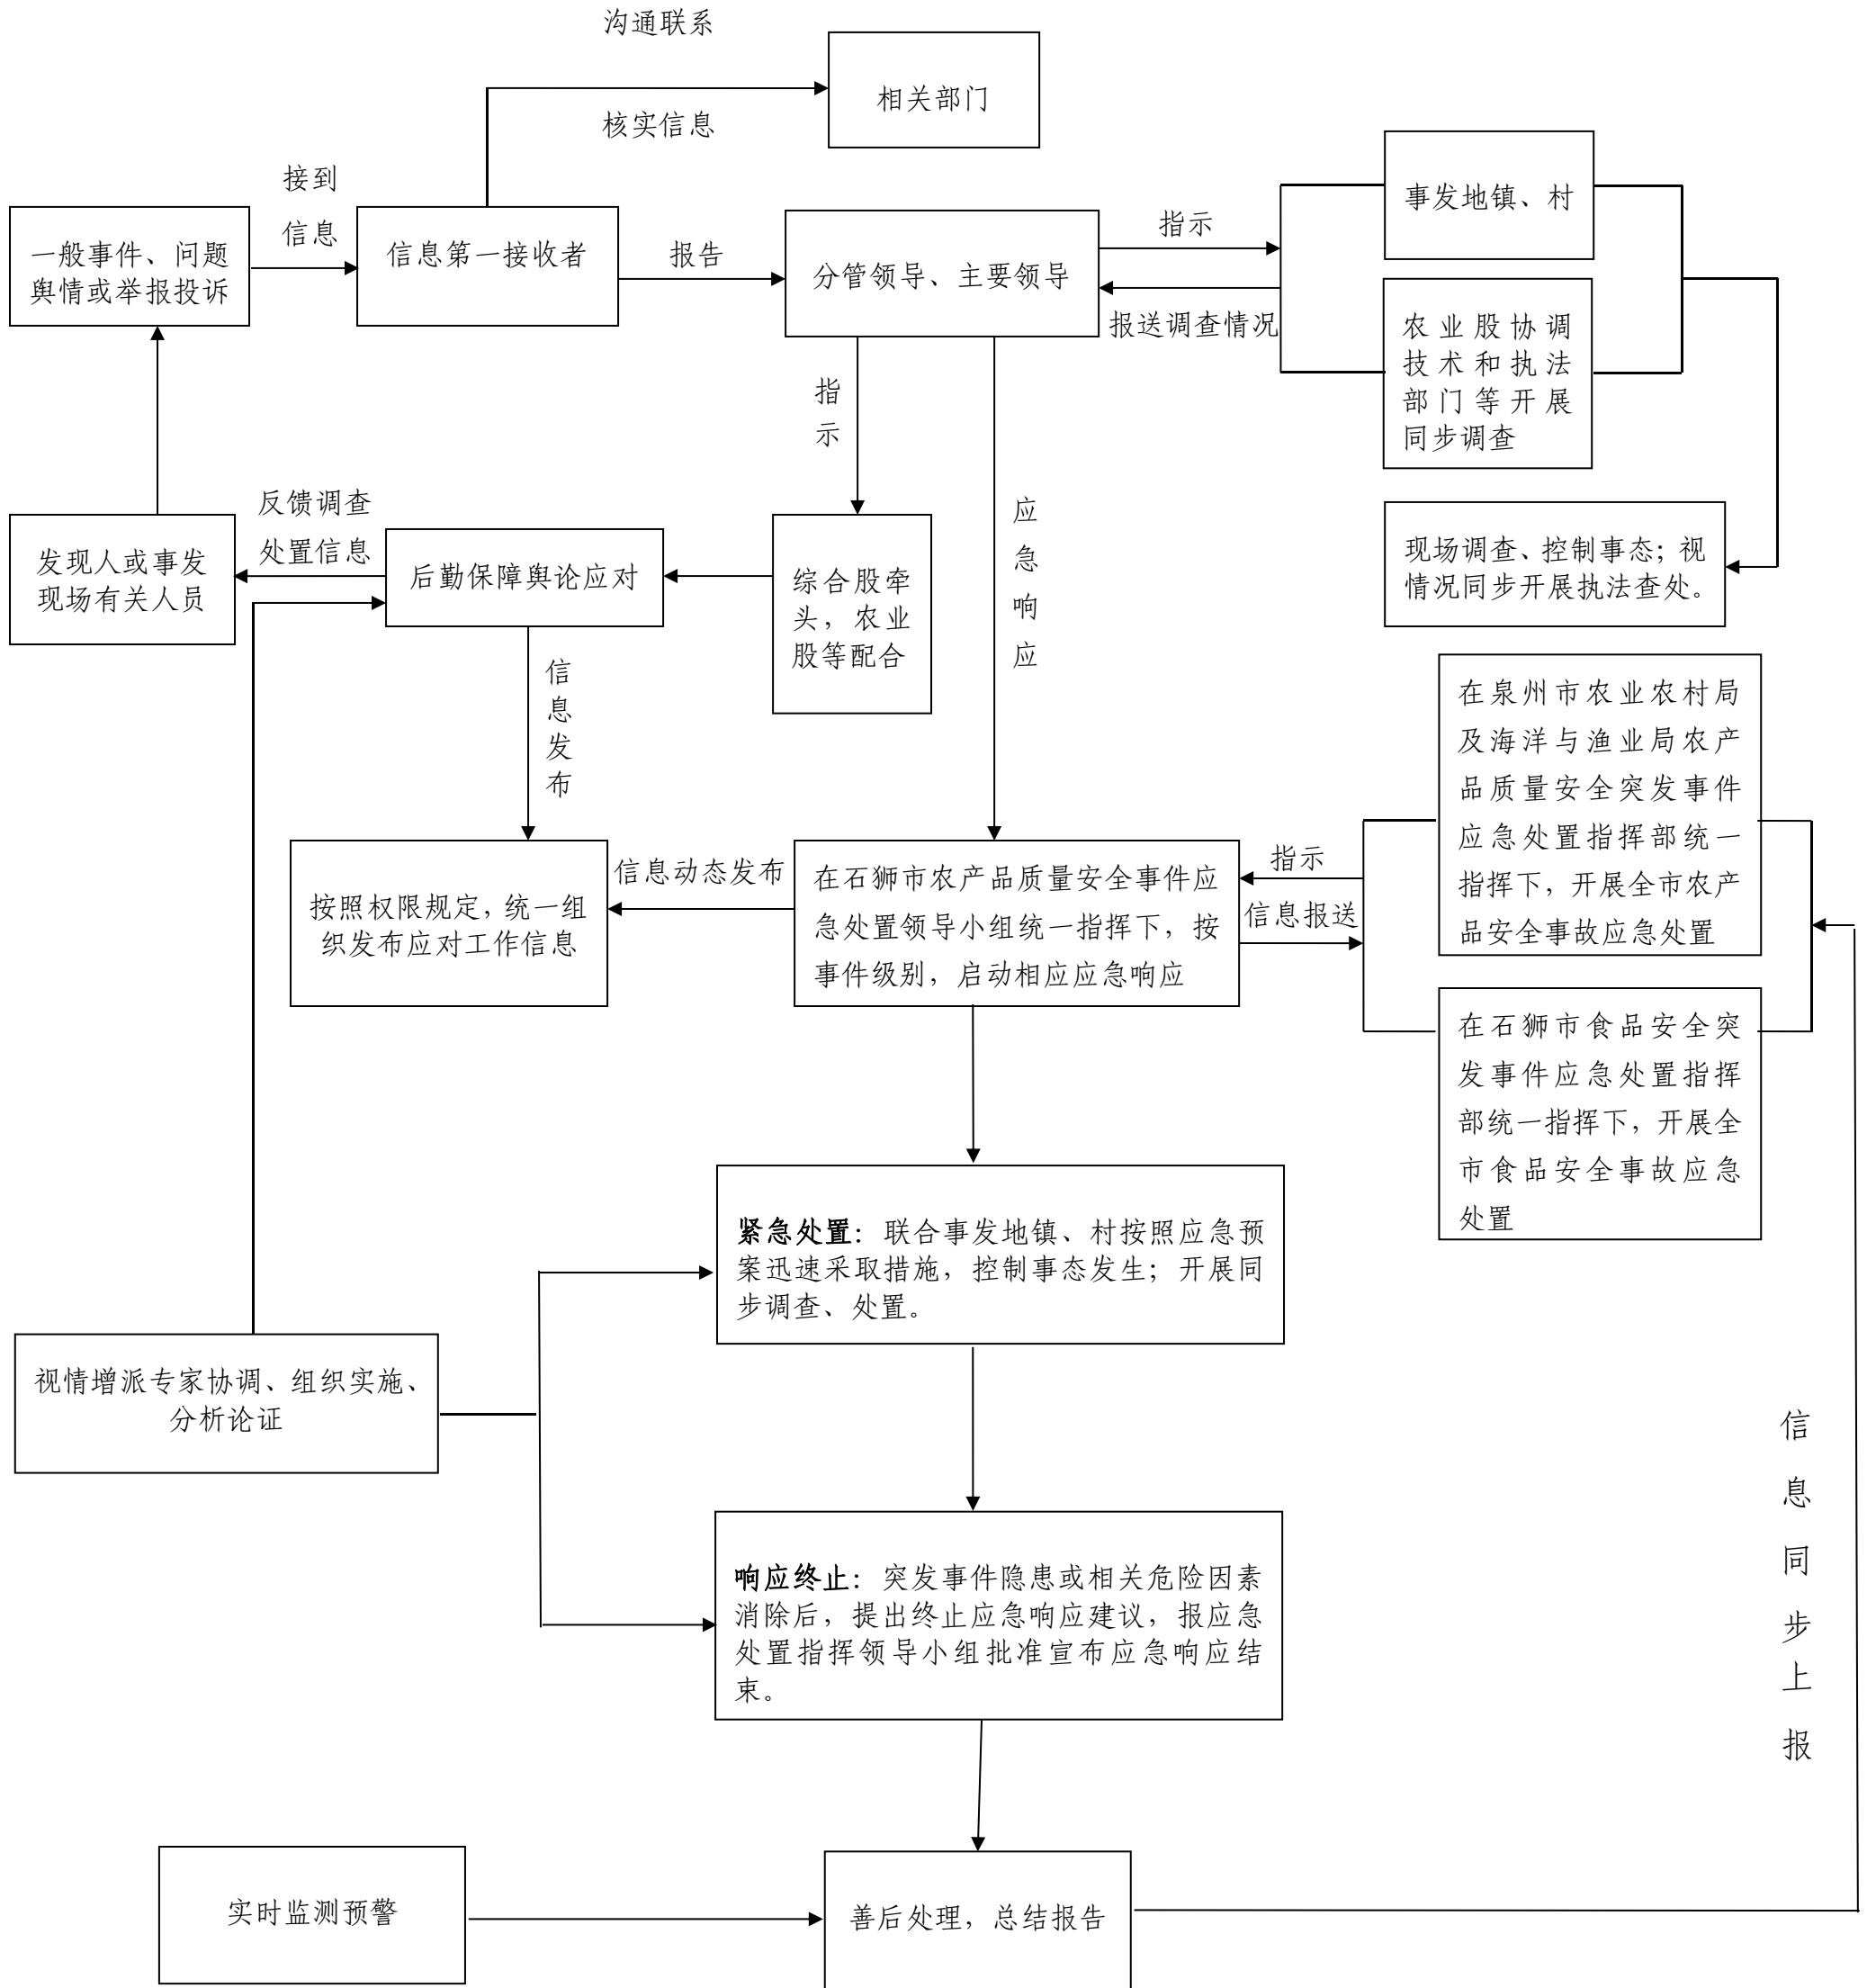 沟通联系
相关部门
核实信息
接到
信息
一般事件、问题
舆情或举报投诉
信息第一接收者
报告
分管领导、主要领导
指示
报送调查情况
事发地镇、村
农业股协调
技术和执法
部门等开展
同步调查
现场调查、控制事态；视
情况同步开展执法查处。
指
示
应
急
响
应
反馈调查
处置信息
发现人或事发
现场有关人员
后勤保障舆论应对
综合股牵
头，农业
股等配合
信
息
发
布
在泉州市农业农村局
及海洋与渔业局农产
品质量安全突发事件
应急处置指挥部统一
指挥下，开展全市农产
品安全事故应急处置
按照权限规定，统一组
织发布应对工作信息
信息动态发布
在石狮市农产品质量安全事件应
急处置领导小组统一指挥下，按
事件级别，启动相应应急响应
指示
信息报送
在石狮市食品安全突
发事件应急处置指挥
部统一指挥下，开展全
市食品安全事故应急
处置
紧急处置：联合事发地镇、村按照应急预
案迅速采取措施，控制事态发生；开展同
步调查、处置。
视情增派专家协调、组织实施、
分析论证
响应终止：突发事件隐患或相关危险因素
消除后，提出终止应急响应建议，报应急
处置指挥领导小组批准宣布应急响应结
束。
信
息
同
步
上
报
实时监测预警
善后处理，总结报告